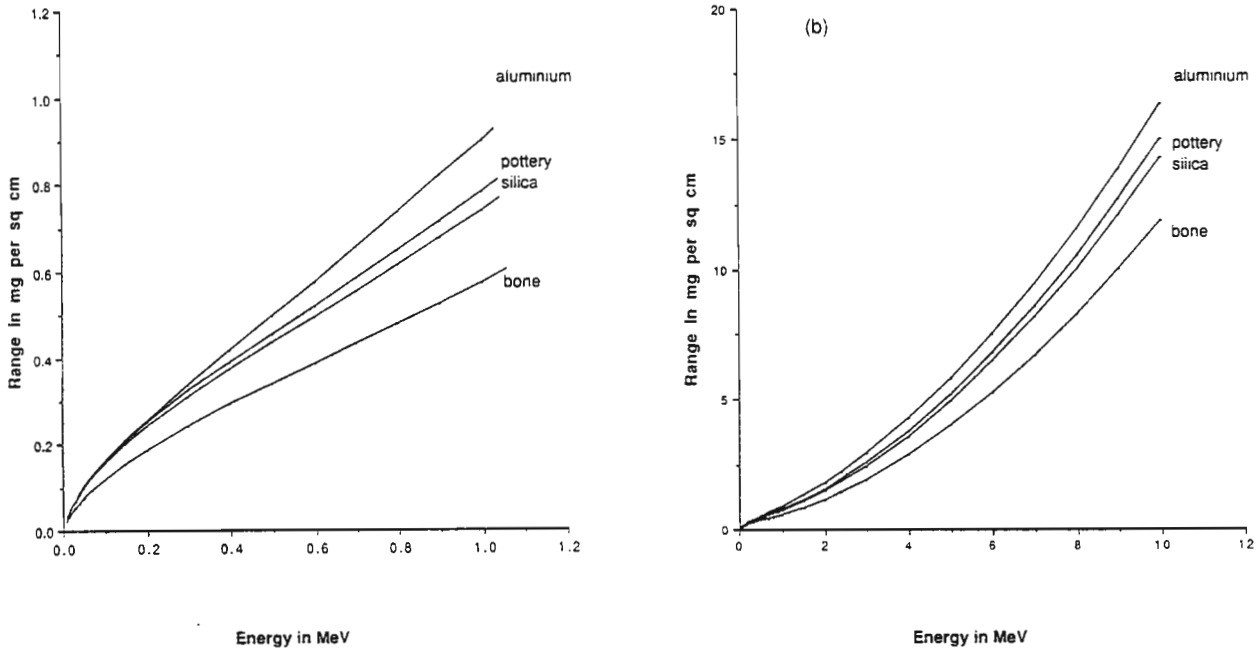 1.2
1.0
0.8
0.6
0.4
0.2
0.0
0.0 0.2 0.4 0.6 0.8 1.0 1.2
Range in mg per sq cm
Energy in MeV
aluminium
pottery
silica
bone
(b)
20
15
10
5
0
0 2 4 6 8 10 12
Range in mg per sq cm
Energy in MeV
aluminium
pottery
silica
bone